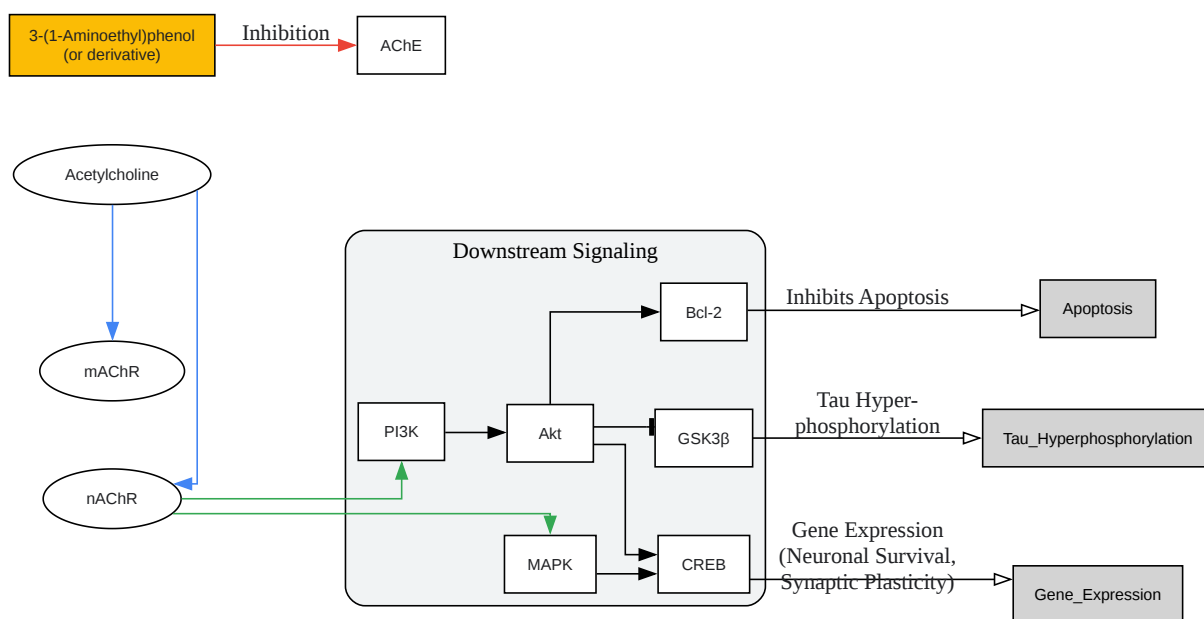 3-(1-Aminoethyl)phenol
(or derivative)
Inhibition
AChE
Acetylcholine
Downstream Signaling
Bcl-2
Inhibits Apoptosis
Apoptosis
mAChR
PI3K
Akt
GSK3β
Tau Hyper-
phosphorylation
Tau_Hyperphosphorylation
nAChR
MAPK
CREB
Gene Expression
(Neuronal Survival,
Synaptic Plasticity)
Gene_Expression